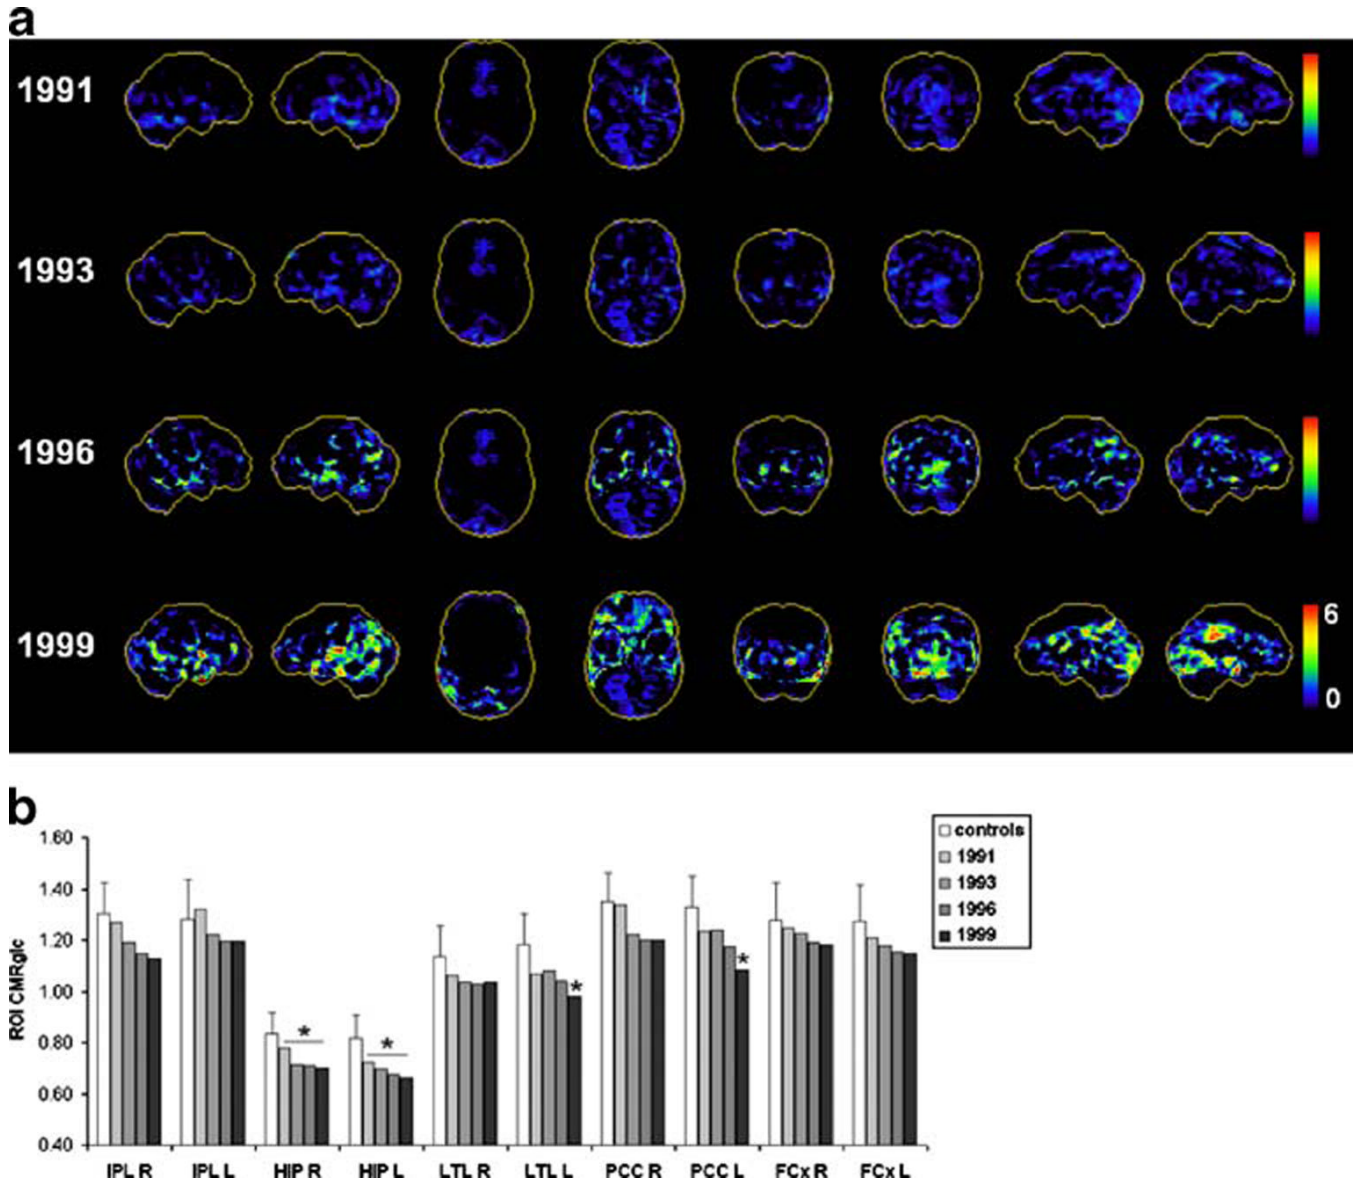 a
1991
1993
1996
1999
6
0
b
1.60
1.40
1.20
1.00
0.80
0.60
0.40
ROI CMRglc
* * * *
controls
1991
1993
1996
1999
IPL R IPL L HIP R HIP L LTL R LTL L PCC R PCC L FCx R FCx L